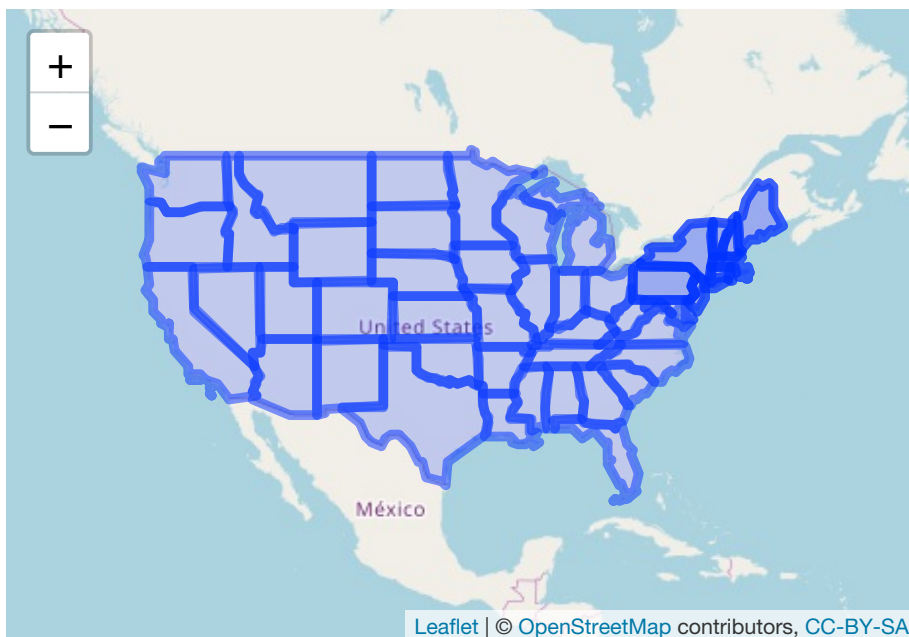 +
−
United States
México
Leaflet | © OpenStreetMap contributors, CC-BY-SA